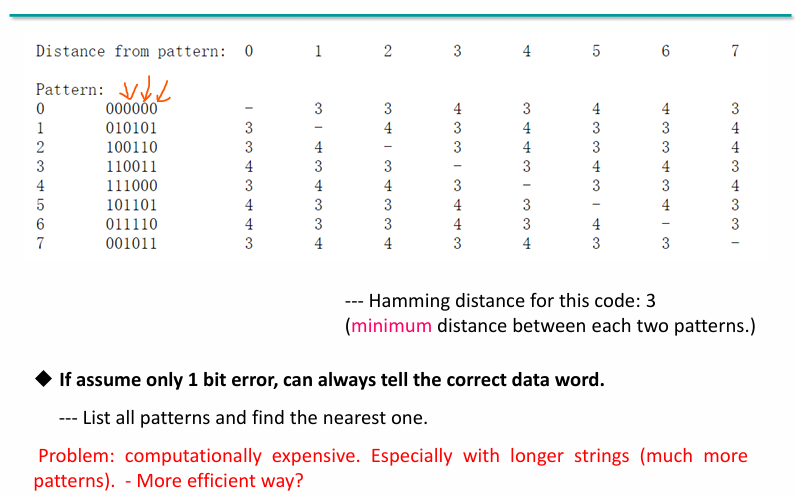 Distance from pattern: 0 1 2 3 4 5 6 7
Pattern:
0 000000 − 3 3 4 3 4 4 3
1 010101 3 − 4 3 4 3 3 4
2 100110 3 4 − 3 4 3 3 4
3 110011 4 3 3 − 3 4 4 3
4 111000 3 4 4 3 − 3 3 4
5 101101 4 3 3 4 3 − 4 3
6 011110 4 3 3 4 3 4 − 3
7 001011 3 4 4 3 4 3 3 −
--- Hamming distance for this code: 3
(minimum distance between each two patterns.)
◆ If assume only 1 bit error, can always tell the correct data word.
--- List all patterns and find the nearest one.
Problem: computationally expensive. Especially with longer strings (much more
patterns). - More efficient way?